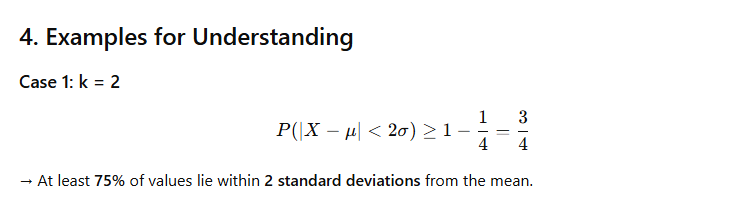 4. Examples for Understanding
Case 1: k = 2
P(|X − μ| < 2σ) ≥ 1 − 1/4 = 3/4
→ At least 75% of values lie within 2 standard deviations from the mean.